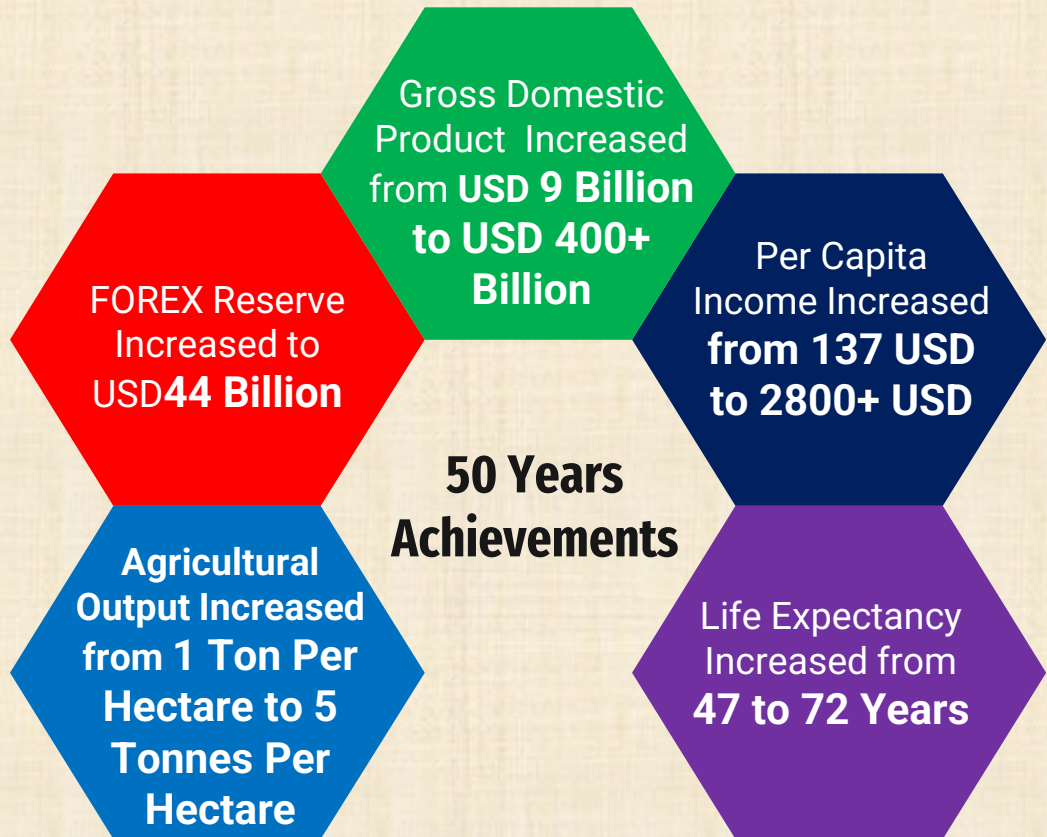 Gross Domestic
Product Increased
from USD 9 Billion
to USD 400+
Billion
FOREX Reserve
Increased to
USD44 Billion
Per Capita
Income Increased
from 137 USD
to 2800+ USD
50 Years
Achievements
Agricultural
Output Increased
from 1 Ton Per
Hectare to 5
Tonnes Per
Hectare
Life Expectancy
Increased from
47 to 72 Years